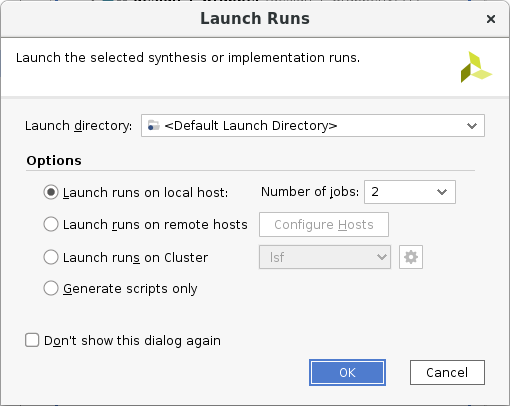 Launch Runs
Launch the selected synthesis or implementation runs.
Launch directory: <Default Launch Directory>
Options
Launch runs on local host: Number of jobs: 2
Launch runs on remote hosts Configure Hosts
Launch runs on Cluster lsf
Generate scripts only
Don't show this dialog again
OK Cancel